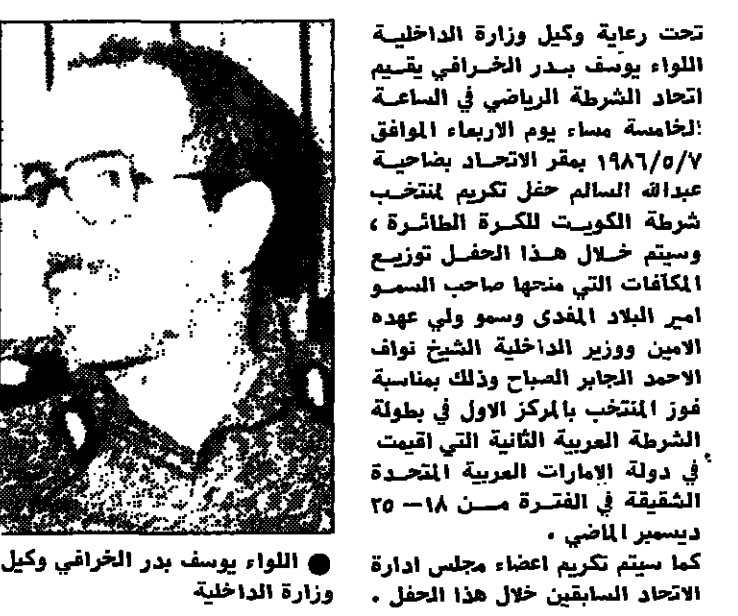 تحت رعاية وكيل وزارة الداخلية
اللواء يوسف بدر الخرافي يقيم
اتحاد الشرطة الرياضي في الساعة
الخامسة مساء يوم الاربعاء الموافق
١٩٨٦/٥/٧ بمقر الاتحاد بضاحية
عبدالله السالم حفل تكريم لمنتخب
شرطة الكويت للكرة الطائرة ،
وسيتم خلال هذا الحفل توزيع
المكآفات التي منحها صاحب السمو
امير البلاد المفدى وسمو ولي عهده
الامين ووزير الداخلية الشيخ نواف
الاحمد الجابر الصباح وذلك بمناسبة
فوز المنتخب بالمركز الاول في بطولة
الشرطة العربية الثانية التي اقيمت
في دولة الإمارات العربية المتحدة
الشقيقة في الفترة من ١٨ – ٢٥
ديسمبر الماضي .
كما سيتم تكريم اعضاء مجلس ادارة
الاتحاد السابقين خلال هذا الحفل .
● اللواء يوسف بدر الخرافي وكيل
وزارة الداخلية